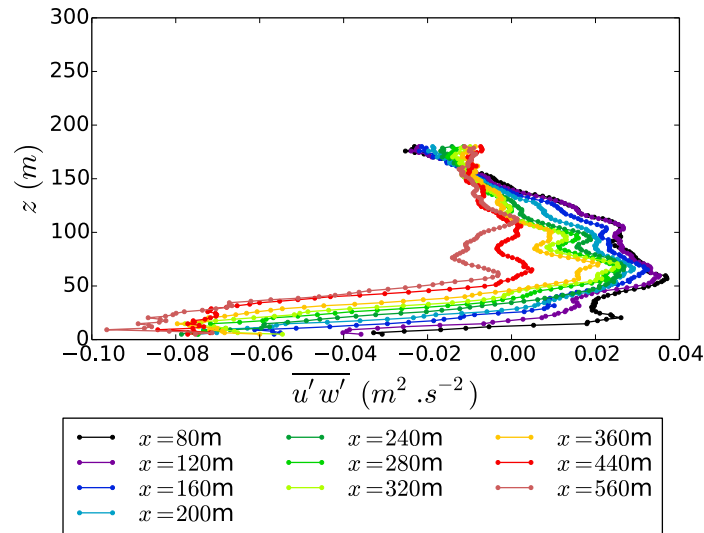 300
250
200
150
100
50
0
z (m)
−0.10 −0.08 −0.06 −0.04 −0.02 0.00 0.02 0.04
u′ w′ (m² .s⁻²)
x =80m x =240m x =360m
x =120m x =280m x =440m
x =160m x =320m x =560m
x =200m